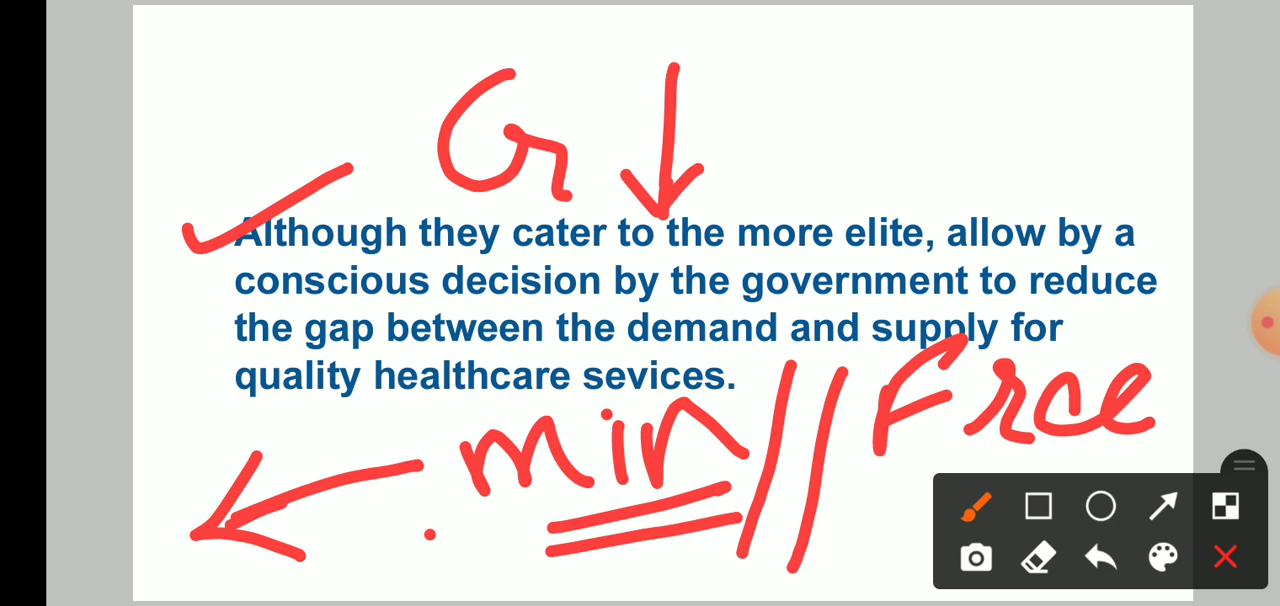 G
Although they cater to the more elite, allow by a
conscious decision by the government to reduce
the gap between the demand and supply for
quality healthcare sevices.
min // Free